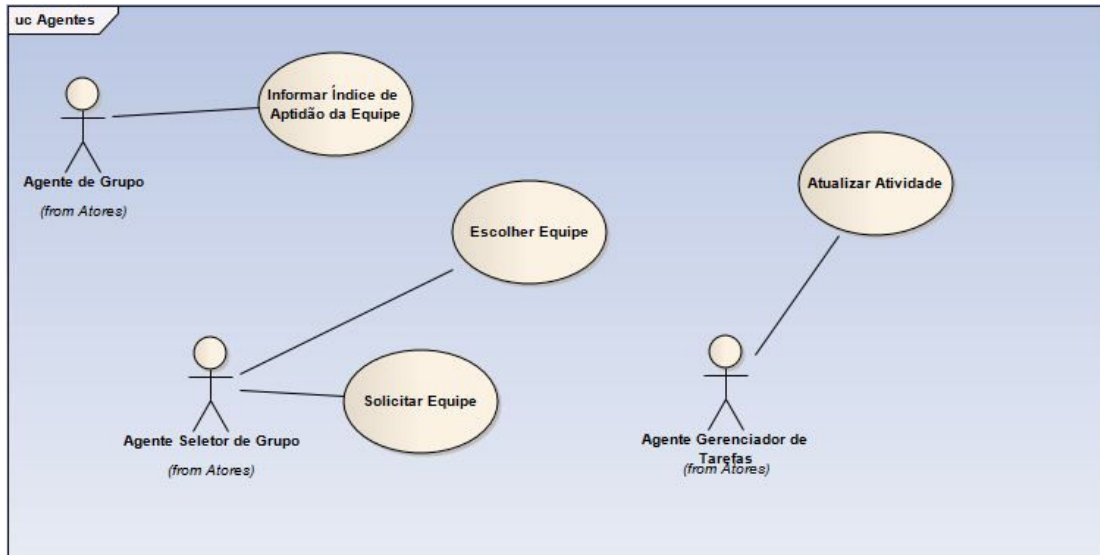 uc Agentes
Informar Índice de
Aptidão da Equipe
Agente de Grupo
(from Atores)
Atualizar Atividade
Escolher Equipe
Solicitar Equipe
Agente Seletor de Grupo
(from Atores)
Agente Gerenciador de
Tarefas
(from Atores)